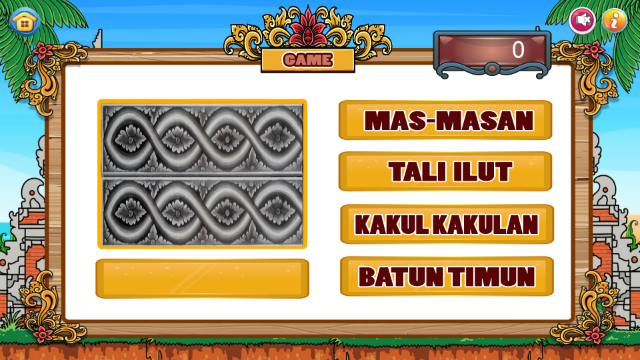 GAME
0
MAS-MASAN
TALI ILUT
KAKUL KAKULAN
BATUN TIMUN